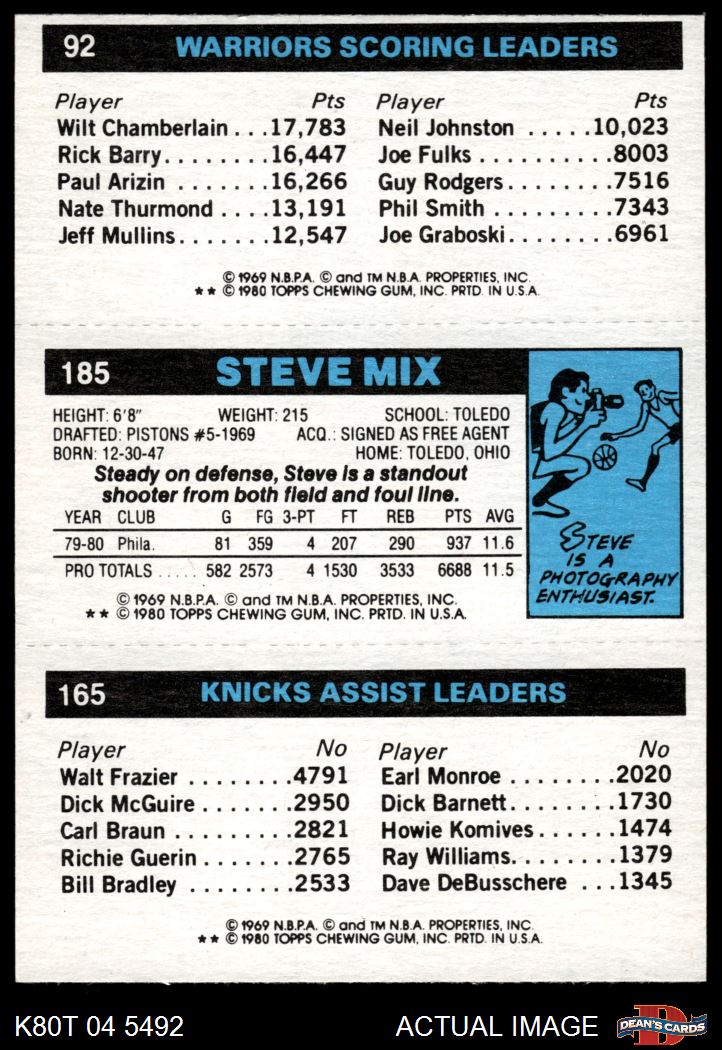 92 WARRIORS SCORING LEADERS
Player Pts Player Pts
Wilt Chamberlain . . . 17,783 Neil Johnston . . . . . 10,023
Rick Barry . . . . . . . . 16,447 Joe Fulks . . . . . . . . . . 8003
Paul Arizin . . . . . . . 16,266 Guy Rodgers . . . . . . . . 7516
Nate Thurmond . . . . 13,191 Phil Smith . . . . . . . . . 7343
Jeff Mullins . . . . . . . 12,547 Joe Graboski . . . . . . . . 6961
© 1969 N.B.P.A. © and TM N.B.A. PROPERTIES, INC.
★ ★ © 1980 TOPPS CHEWING GUM, INC. PRTD. IN U.S.A.
185 STEVE MIX
HEIGHT: 6'8" WEIGHT: 215 SCHOOL: TOLEDO
DRAFTED: PISTONS #5-1969 ACQ.: SIGNED AS FREE AGENT
BORN: 12-30-47 HOME: TOLEDO, OHIO
Steady on defense, Steve is a standout
shooter from both field and foul line.
YEAR CLUB G FG 3-PT FT REB PTS AVG
79-80 Phila. 81 359 4 207 290 937 11.6
PRO TOTALS . . . . . 582 2573 4 1530 3533 6688 11.5
© 1969 N.B.P.A. © and TM N.B.A. PROPERTIES, INC.
★ ★ © 1980 TOPPS CHEWING GUM, INC. PRTD. IN U.S.A.
STEVE
IS A
PHOTOGRAPHY
ENTHUSIAST.
165 KNICKS ASSIST LEADERS
Player No Player No
Walt Frazier . . . . . . . . 4791 Earl Monroe . . . . . . . . 2020
Dick McGuire . . . . . . . 2950 Dick Barnett . . . . . . . . 1730
Carl Braun . . . . . . . . . 2821 Howie Komives . . . . . . 1474
Richie Guerin . . . . . . . 2765 Ray Williams . . . . . . . . 1379
Bill Bradley . . . . . . . . 2533 Dave DeBusschere . . . 1345
© 1969 N.B.P.A. © and TM N.B.A. PROPERTIES, INC.
★ ★ © 1980 TOPPS CHEWING GUM, INC. PRTD. IN U.S.A.
K80T 04 5492 ACTUAL IMAGE D DEAN'S CARDS